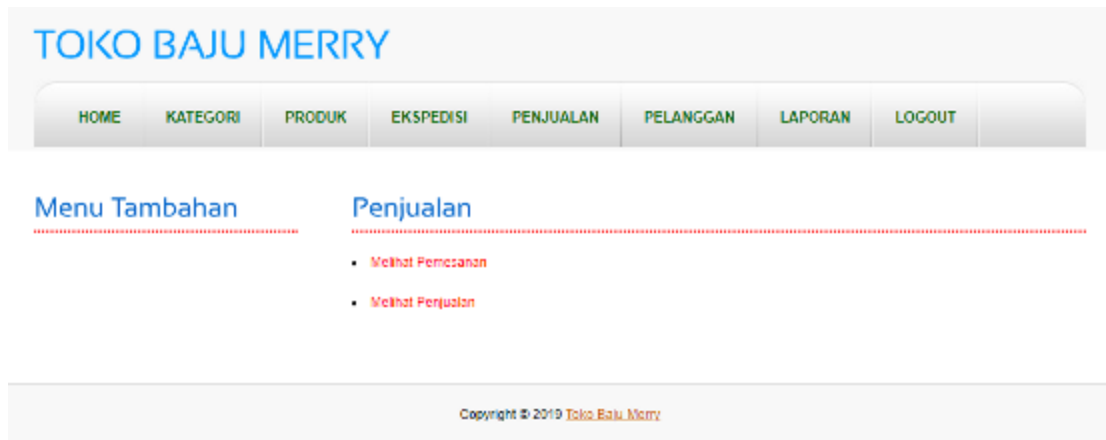 TOKO BAJU MERRY
HOME KATEGORI PRODUK EKSPEDISI PENJUALAN PELANGGAN LAPORAN LOGOUT
Menu Tambahan
Penjualan
Melihat Pemesanan
Melihat Penjualan
Copyright © 2019 Toko Baju Merry